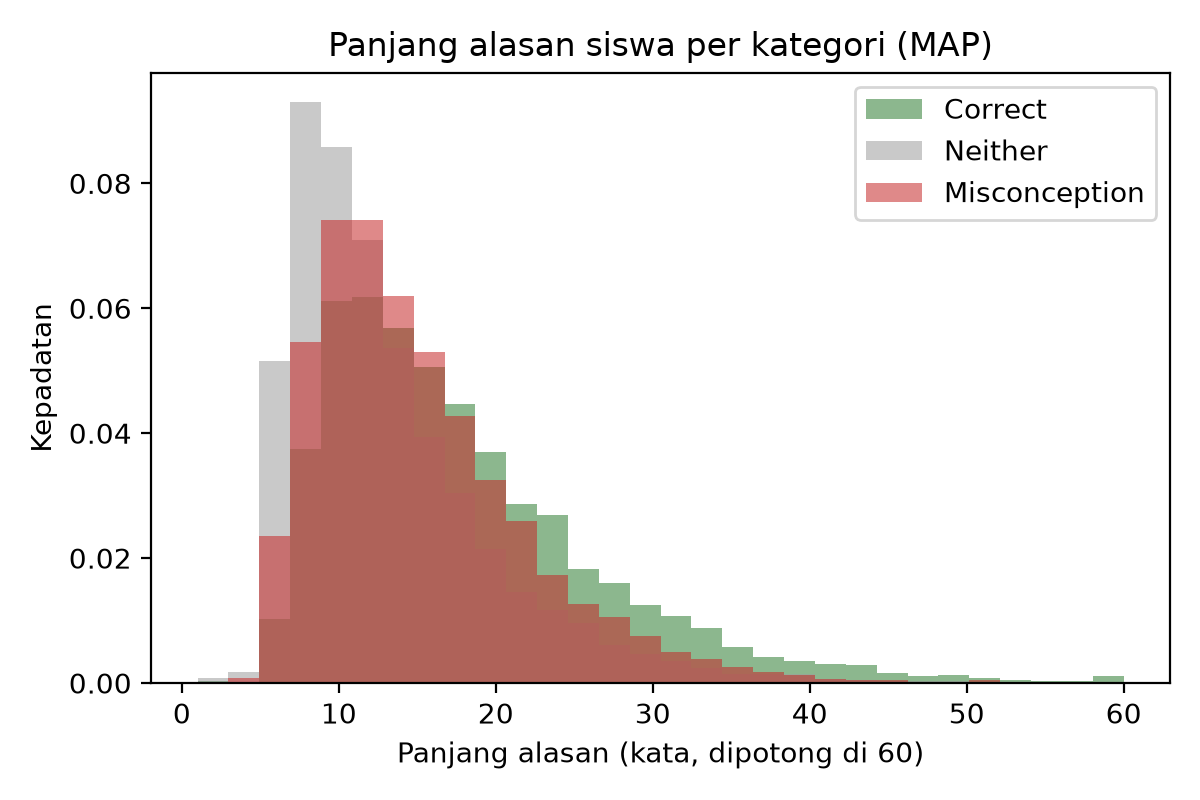 Panjang alasan siswa per kategori (MAP)
Correct
Neither
Misconception
Kepadatan
0.08
0.06
0.04
0.02
0.00
0 10 20 30 40 50 60
Panjang alasan (kata, dipotong di 60)